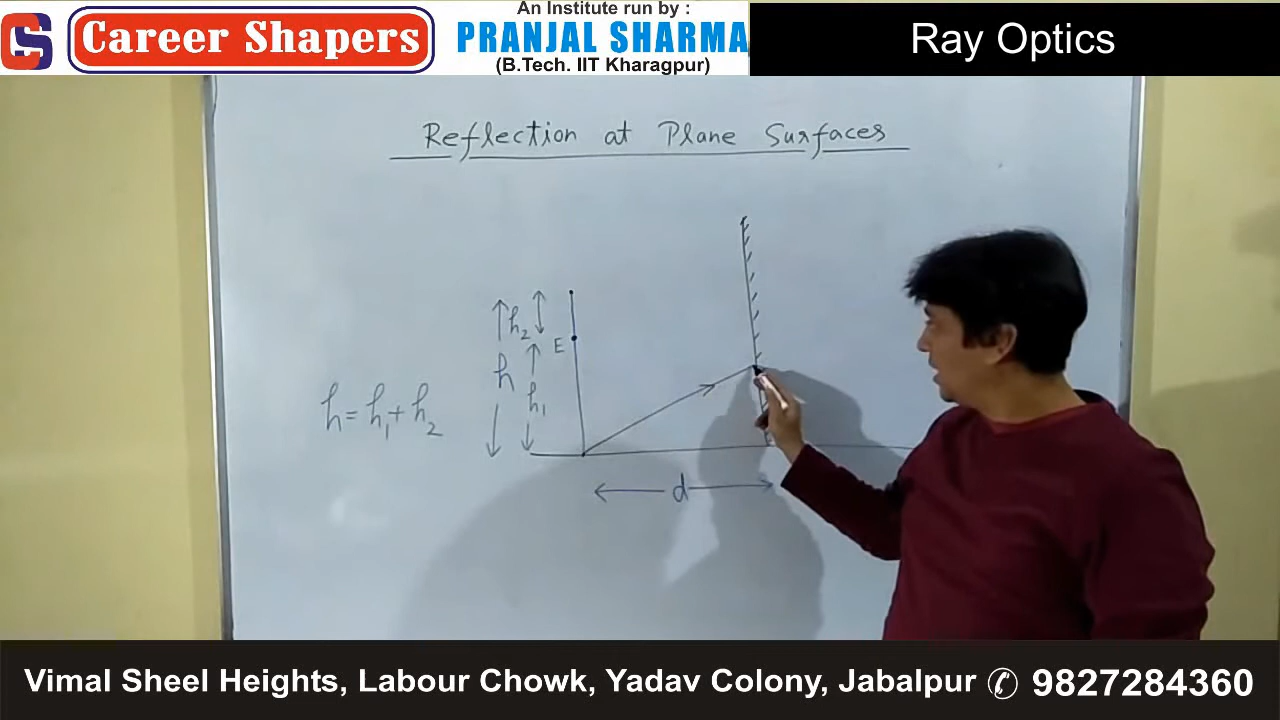 CS
Career Shapers
An Institute run by :
PRANJAL SHARMA
(B.Tech. IIT Kharagpur)
Ray Optics
Reflection at Plane Surfaces
h₂
E
h
h₁
h = h₁ + h₂
d
Vimal Sheel Heights, Labour Chowk, Yadav Colony, Jabalpur ✆ 9827284360